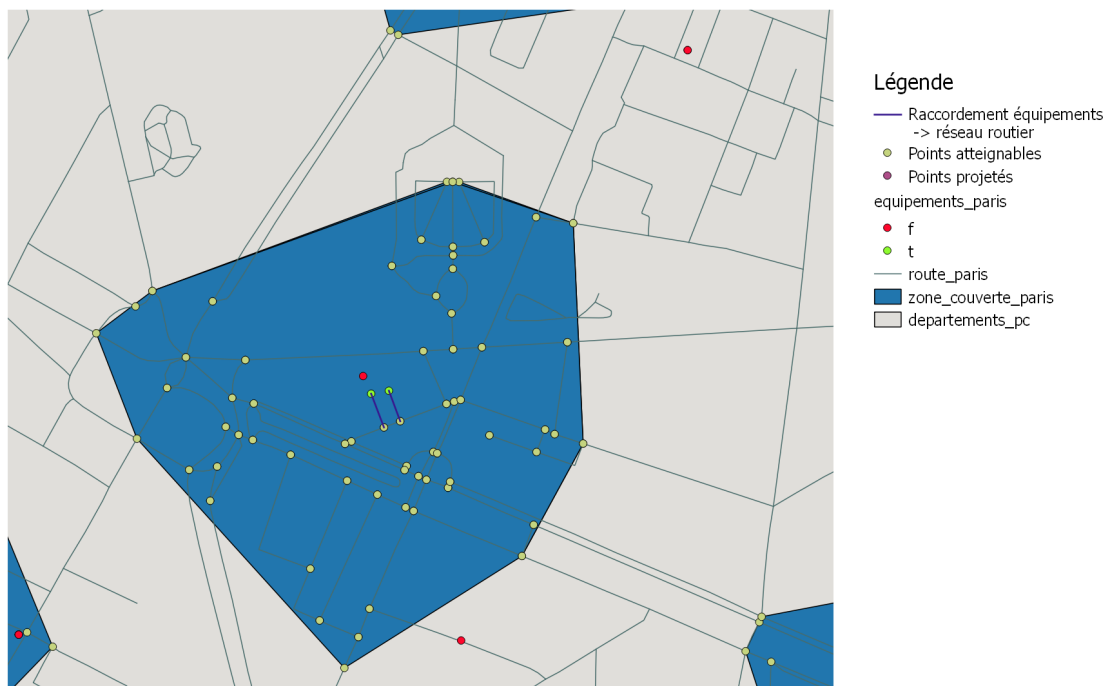 Légende
Raccordement équipements
-> réseau routier
Points atteignables
Points projetés
equipements_paris
f
t
route_paris
zone_couverte_paris
departements_pc